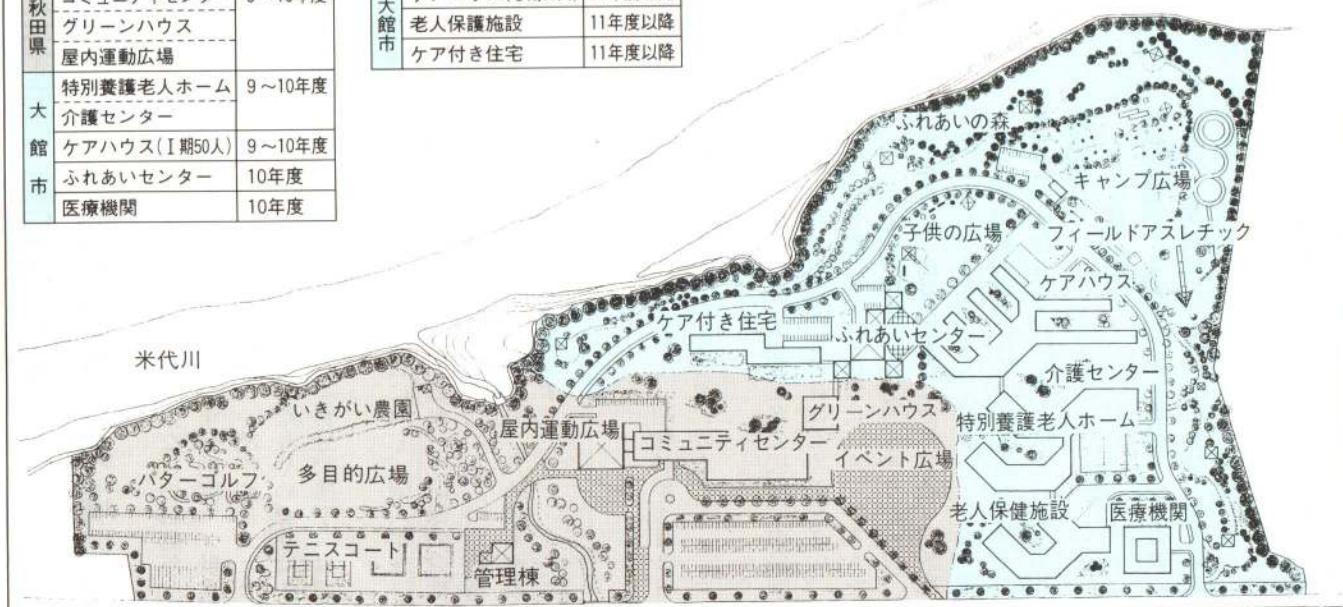 秋田県
グリーンハウス
屋内運動広場
大館市
特別養護老人ホーム 9～10年度
介護センター
ケアハウス(Ⅰ期50人) 9～10年度
ふれあいセンター 10年度
医療機関 10年度
大館市
老人保護施設 11年度以降
ケア付き住宅 11年度以降
ふれあいの森
キャンプ広場
子供の広場
フィールドアスレチック
ケアハウス
ケア付き住宅
ふれあいセンター
米代川
介護センター
いきがい農園
グリーンハウス
特別養護老人ホーム
屋内運動広場
コミュニティセンター
イベント広場
パターゴルフ
多目的広場
老人保健施設
医療機関
テニスコート
管理棟